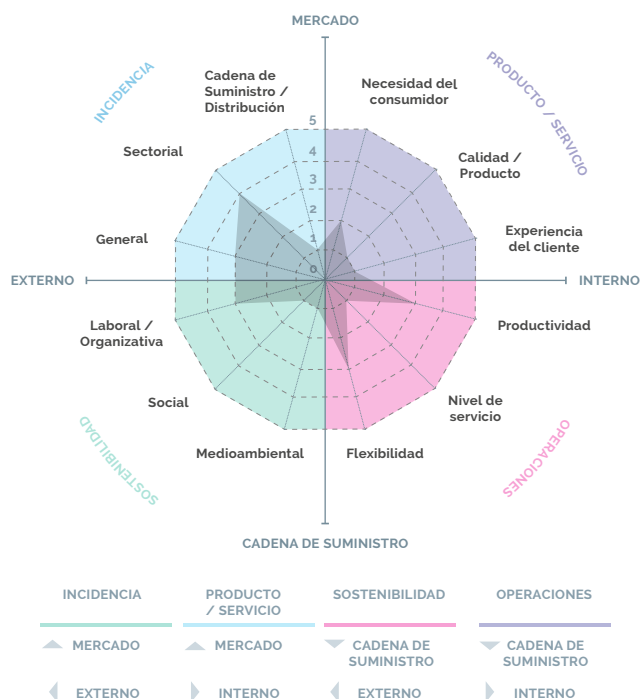 MERCADO
INCIDENCIA
PRODUCTO / SERVICIO
Cadena de
Suministro /
Distribución
Necesidad del
consumidor
Sectorial
Calidad /
Producto
General
Experiencia
del cliente
5
4
3
2
1
0
EXTERNO
INTERNO
Laboral /
Organizativa
Productividad
Social
Nivel de
servicio
Medioambiental
Flexibilidad
SOSTENIBILIDAD
OPERACIONES
CADENA DE SUMINISTRO
INCIDENCIA
MERCADO
EXTERNO
PRODUCTO
/ SERVICIO
MERCADO
INTERNO
SOSTENIBILIDAD
CADENA DE
SUMINISTRO
EXTERNO
OPERACIONES
CADENA DE
SUMINISTRO
INTERNO